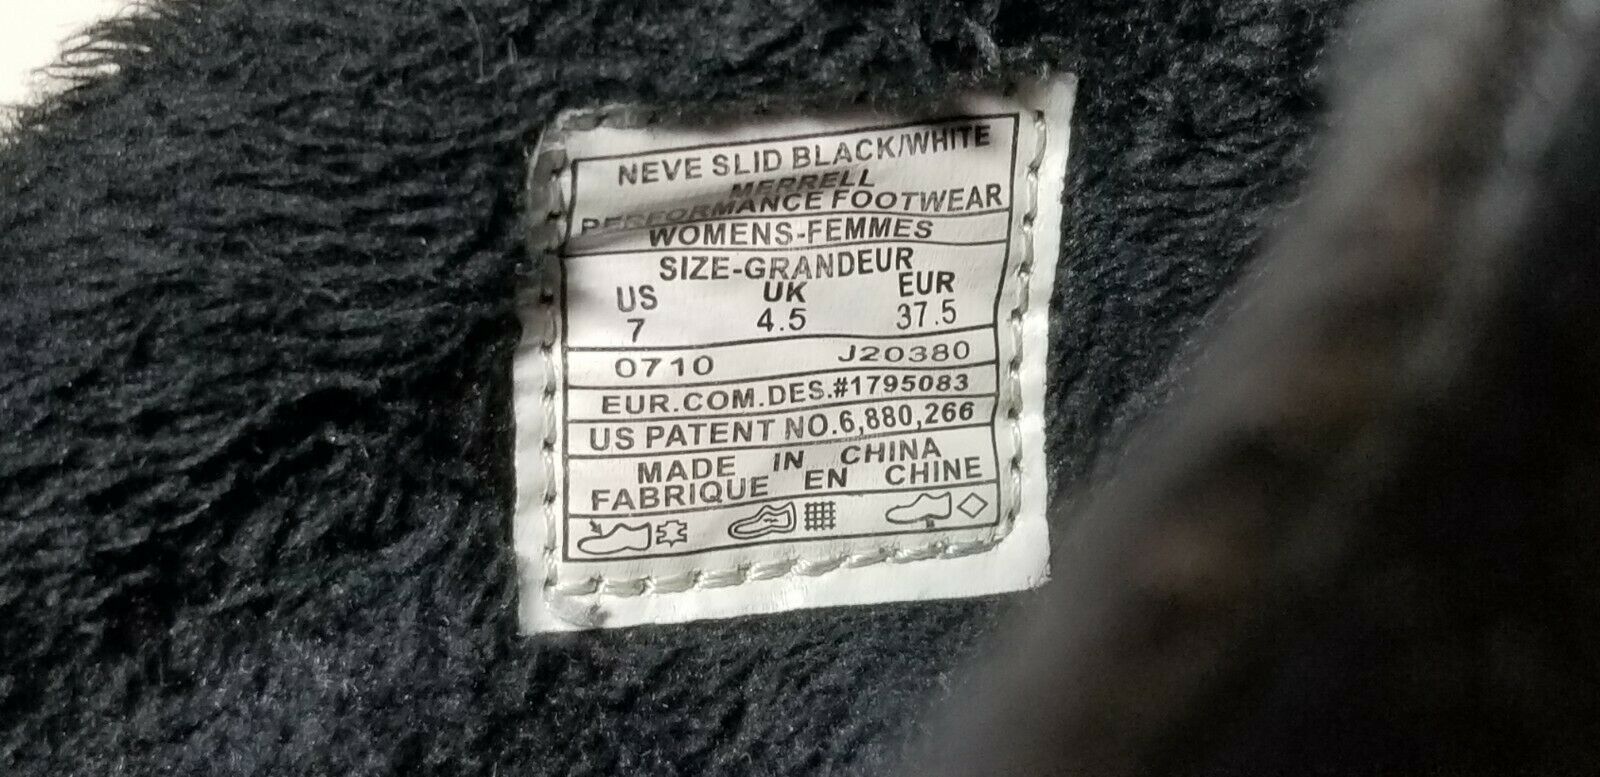 NEVE SLID BLACK/WHITE
MERRELL
PERFORMANCE FOOTWEAR
WOMENS-FEMMES
SIZE-GRANDEUR
US UK EUR
7 4.5 37.5
0710 J20380
EUR.COM.DES.#1795083
US PATENT NO.6,880,266
MADE IN CHINA
FABRIQUE EN CHINE